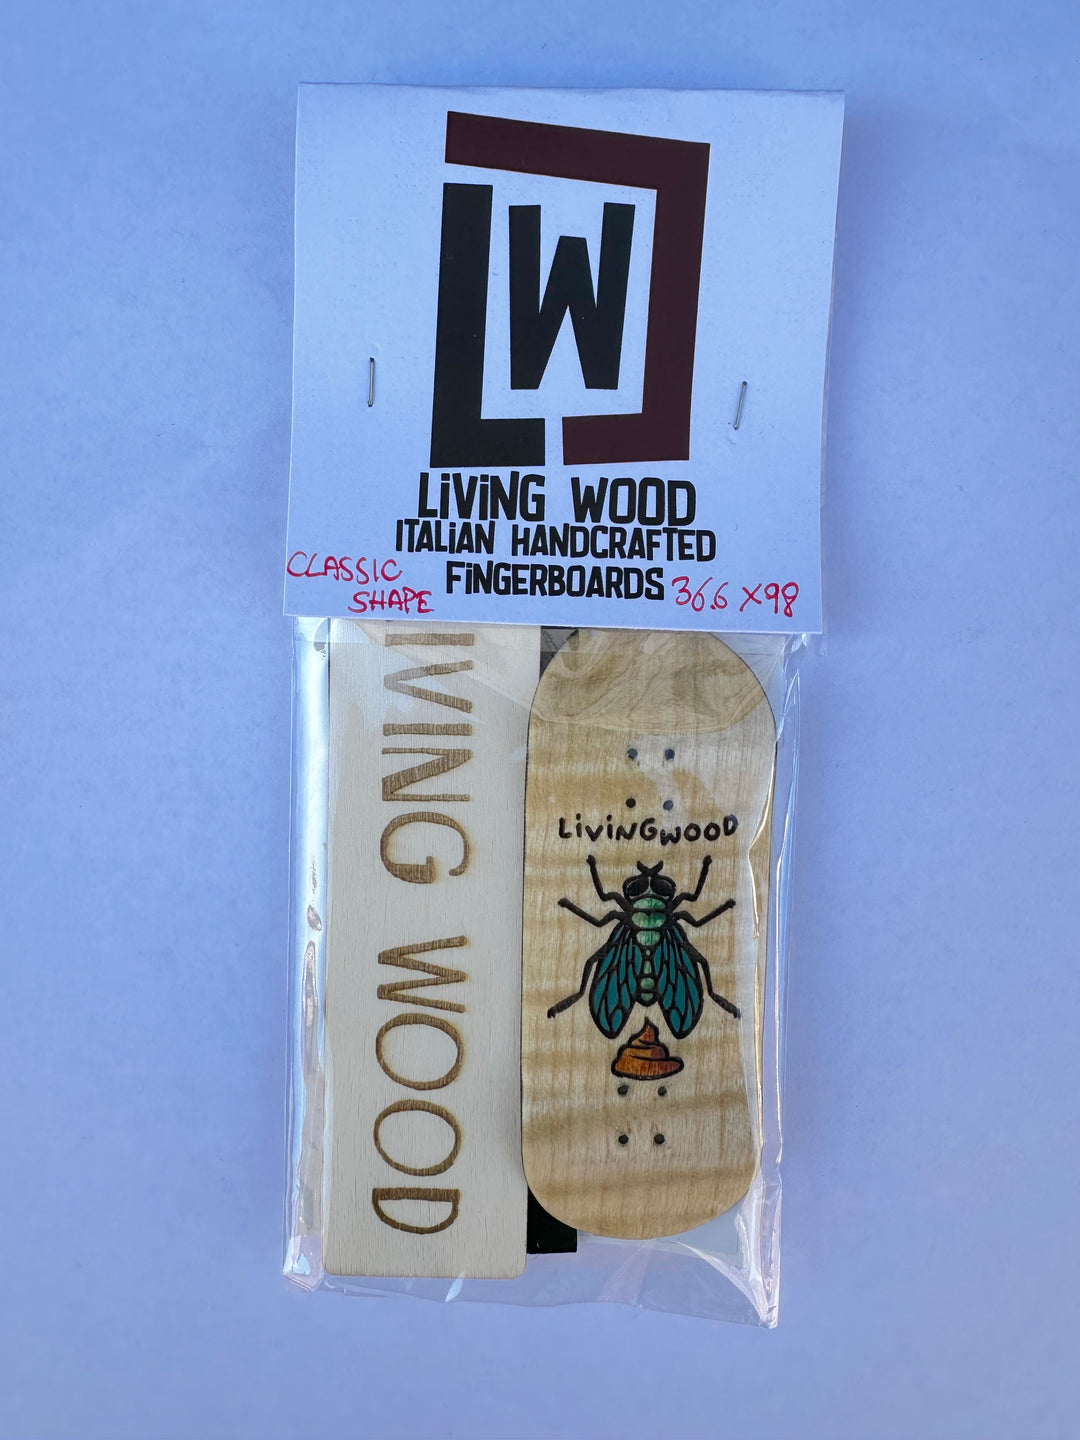 LW
LiViNG WOOD
ITALiAN HANDCRAFTED
FiNGERBOARDS
CLASSIC
SHAPE
36.6 X98
IVING WOOD
LiViNGWOOD